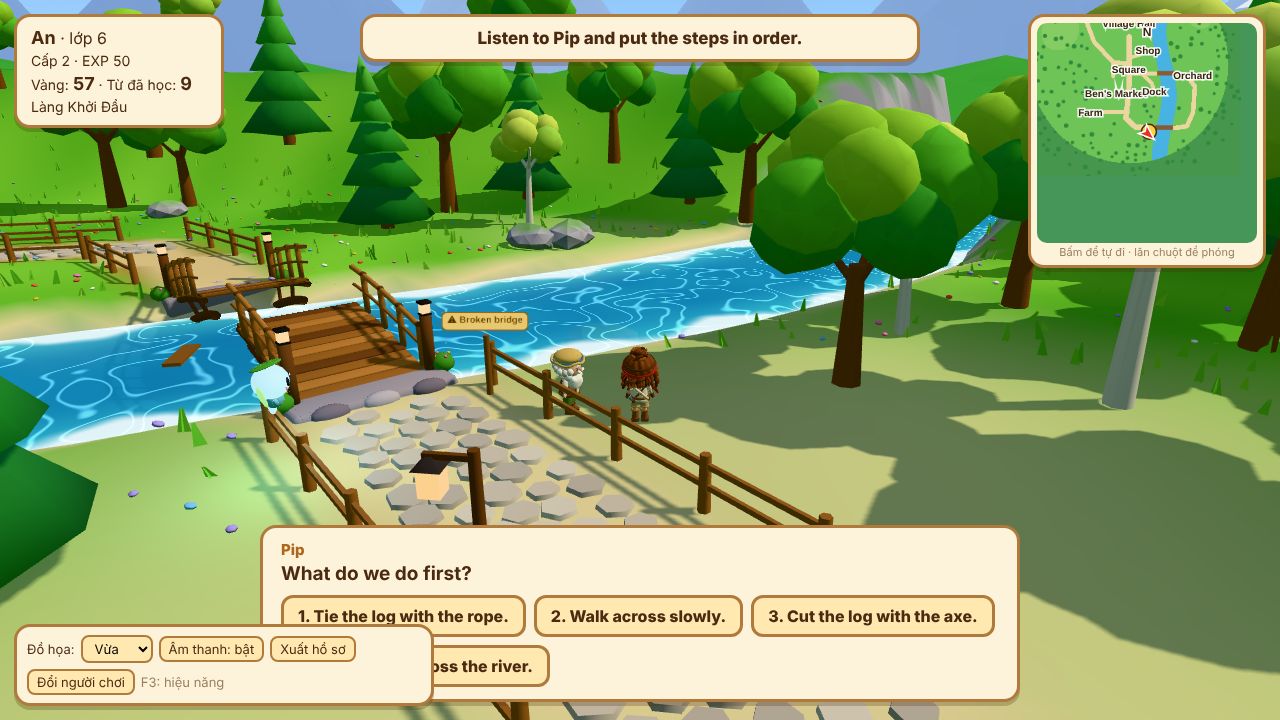 An · lớp 6
Cấp 2 · EXP 50
Vàng: 57 · Từ đã học: 9
Làng Khởi Đầu
Listen to Pip and put the steps in order.
Village Hall
N
Shop
Square
Orchard
Ben's Marke
Dock
Farm
Bấm để tự đi · lăn chuột để phóng
⚠ Broken bridge
Pip
What do we do first?
1. Tie the log with the rope.
2. Walk across slowly.
3. Cut the log with the axe.
oss the river.
Đồ họa: Vừa Âm thanh: bật Xuất hồ sơ
Đổi người chơi F3: hiệu năng